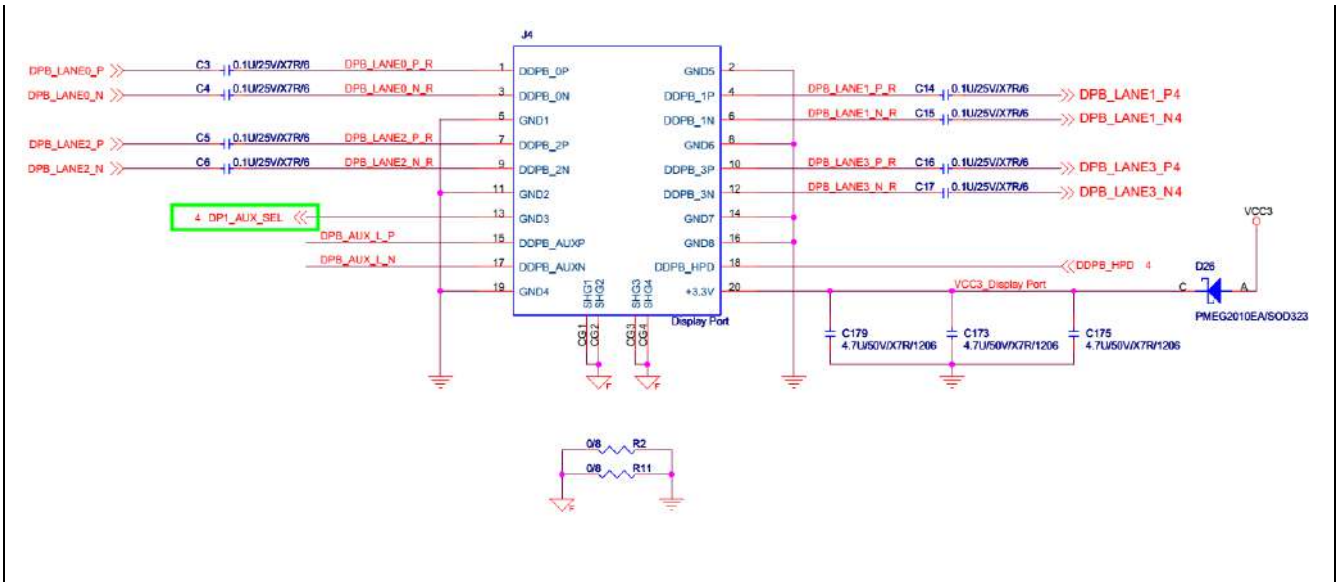 J4
DPB_LANE0_P C3 0.1U/25V/X7R/6 DPB_LANE0_P_R 1 DDPB_0P GND5 2
DPB_LANE0_N C4 0.1U/25V/X7R/6 DPB_LANE0_N_R 3 DDPB_0N DDPB_1P 4 DPB_LANE1_P_R C14 0.1U/25V/X7R/6 DPB_LANE1_P4
5 GND1 DDPB_1N 6 DPB_LANE1_N_R C15 0.1U/25V/X7R/6 DPB_LANE1_N4
DPB_LANE2_P C5 0.1U/25V/X7R/6 DPB_LANE2_P_R 7 DDPB_2P GND6 8
DPB_LANE2_N C6 0.1U/25V/X7R/6 DPB_LANE2_N_R 9 DDPB_2N DDPB_3P 10 DPB_LANE3_P_R C16 0.1U/25V/X7R/6 DPB_LANE3_P4
11 GND2 DDPB_3N 12 DPB_LANE3_N_R C17 0.1U/25V/X7R/6 DPB_LANE3_N4
4 DP1_AUX_SEL 13 GND3 GND7 14 VCC3
DPB_AUX_L_P 15 DDPB_AUXP GND8 16
DPB_AUX_L_N 17 DDPB_AUXN DDPB_HPD 18 DDPB_HPD 4 D26
19 GND4 SHG1 SHG2 SHG3 SHG4 +3.3V 20 VCC3_Display Port C A
Display Port PMEG2010EA/SOD323
CG1 CG2 CG3 CG4 C179 C173 C175
4.7U/50V/X7R/1206 4.7U/50V/X7R/1206 4.7U/50V/X7R/1206
F F
0/8 R2
0/8 R11
F